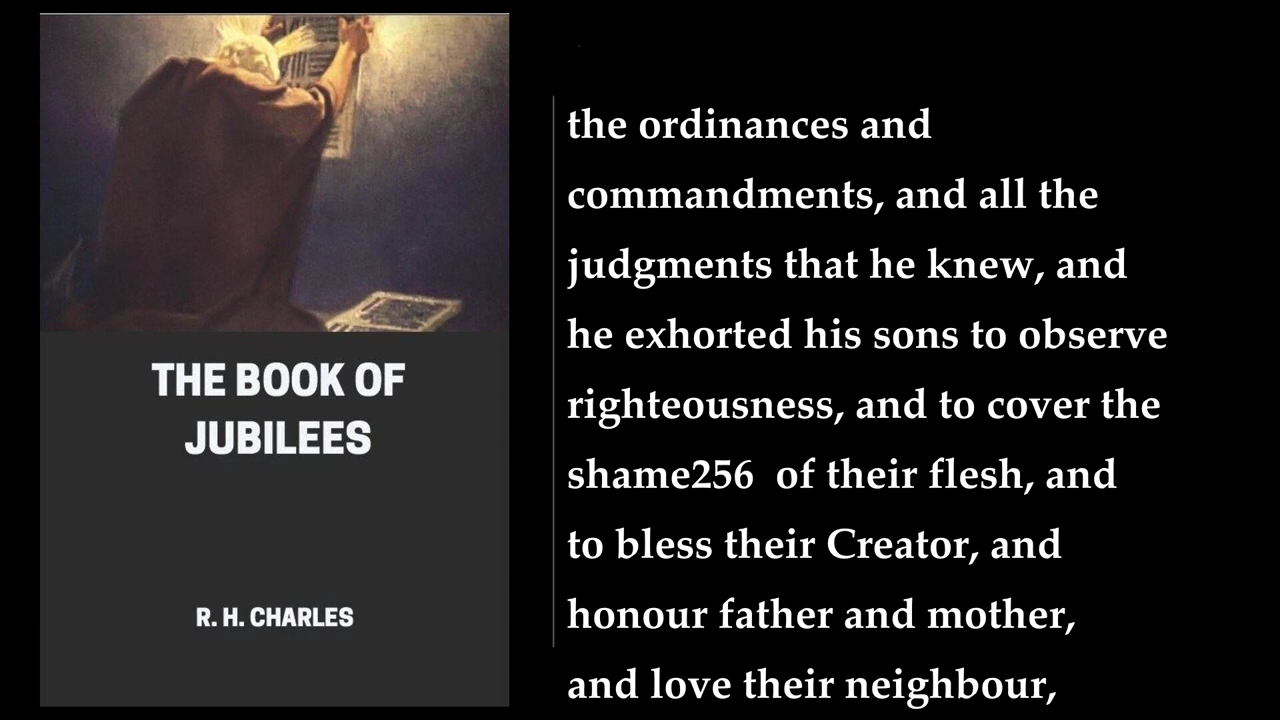 THE BOOK OF
JUBILEES
R. H. CHARLES
the ordinances and
commandments, and all the
judgments that he knew, and
he exhorted his sons to observe
righteousness, and to cover the
shame256  of their flesh, and
to bless their Creator, and
honour father and mother,
and love their neighbour,